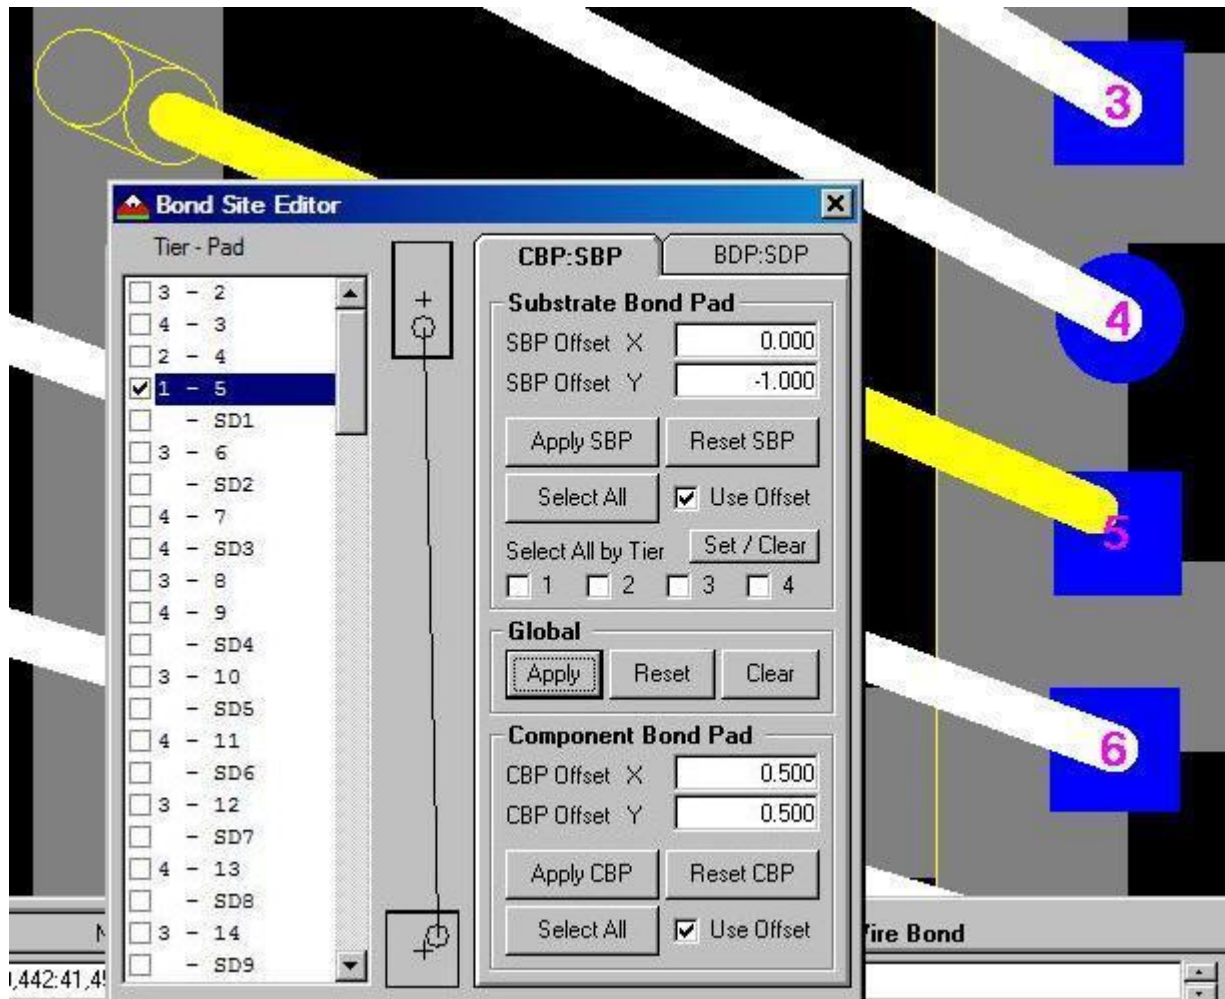 3
4
5
6
Bond Site Editor
Tier - Pad
3 - 2
4 - 3
2 - 4
1 - 5
- SD1
3 - 6
- SD2
4 - 7
4 - SD3
3 - 8
4 - 9
- SD4
3 - 10
- SD5
4 - 11
- SD6
3 - 12
- SD7
4 - 13
- SD8
3 - 14
- SD9
CBP:SBP
BDP:SDP
Substrate Bond Pad
SBP Offset X 0.000
SBP Offset Y -1.000
Apply SBP Reset SBP
Select All Use Offset
Select All by Tier Set / Clear
1 2 3 4
Global
Apply Reset Clear
Component Bond Pad
CBP Offset X 0.500
CBP Offset Y 0.500
Apply CBP Reset CBP
Select All Use Offset
Bond
,442:41,4